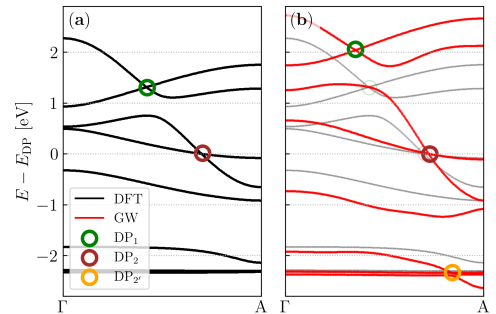 (a)
(b)
E − E_DP [eV]
2
1
0
−1
−2
DFT
GW
DP₁
DP₂
DP₂′
Γ
A
Γ
A